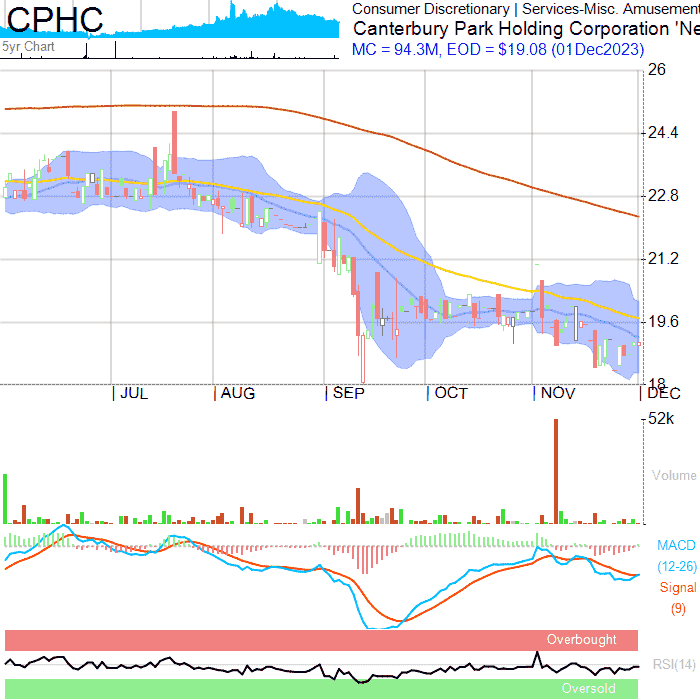 CPHC
5yr Chart
Consumer Discretionary | Services-Misc. Amusement
Canterbury Park Holding Corporation 'Ne
MC = 94.3M, EOD = $19.08 (01Dec2023)
26
24.4
22.8
21.2
19.6
18
| JUL | AUG | SEP | OCT | NOV | DEC
52k
Volume
MACD
(12-26)
Signal
(9)
Overbought
RSI(14)
Oversold